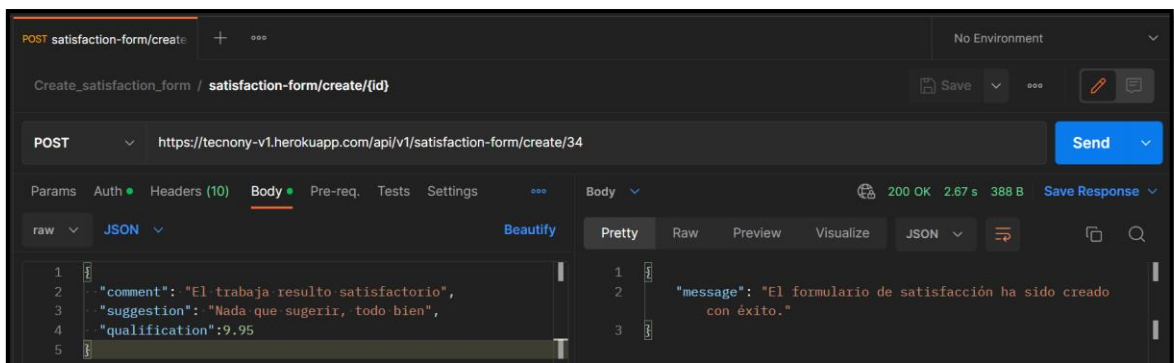 POST satisfaction-form/create
No Environment
Create_satisfaction_form / satisfaction-form/create/{id}
Save
POST https://tecnony-v1.herokuapp.com/api/v1/satisfaction-form/create/34 Send
Params Auth Headers (10) Body Pre-req. Tests Settings
Body 200 OK 2.67 s 388 B Save Response
raw JSON Beautify
Pretty Raw Preview Visualize JSON
1 {
2 "comment": "El trabaja resulto satisfactorio",
3 "suggestion": "Nada que sugerir, todo bien",
4 "qualification":9.95
5 }
1 {
2 "message": "El formulario de satisfacción ha sido creado
con éxito."
3 }